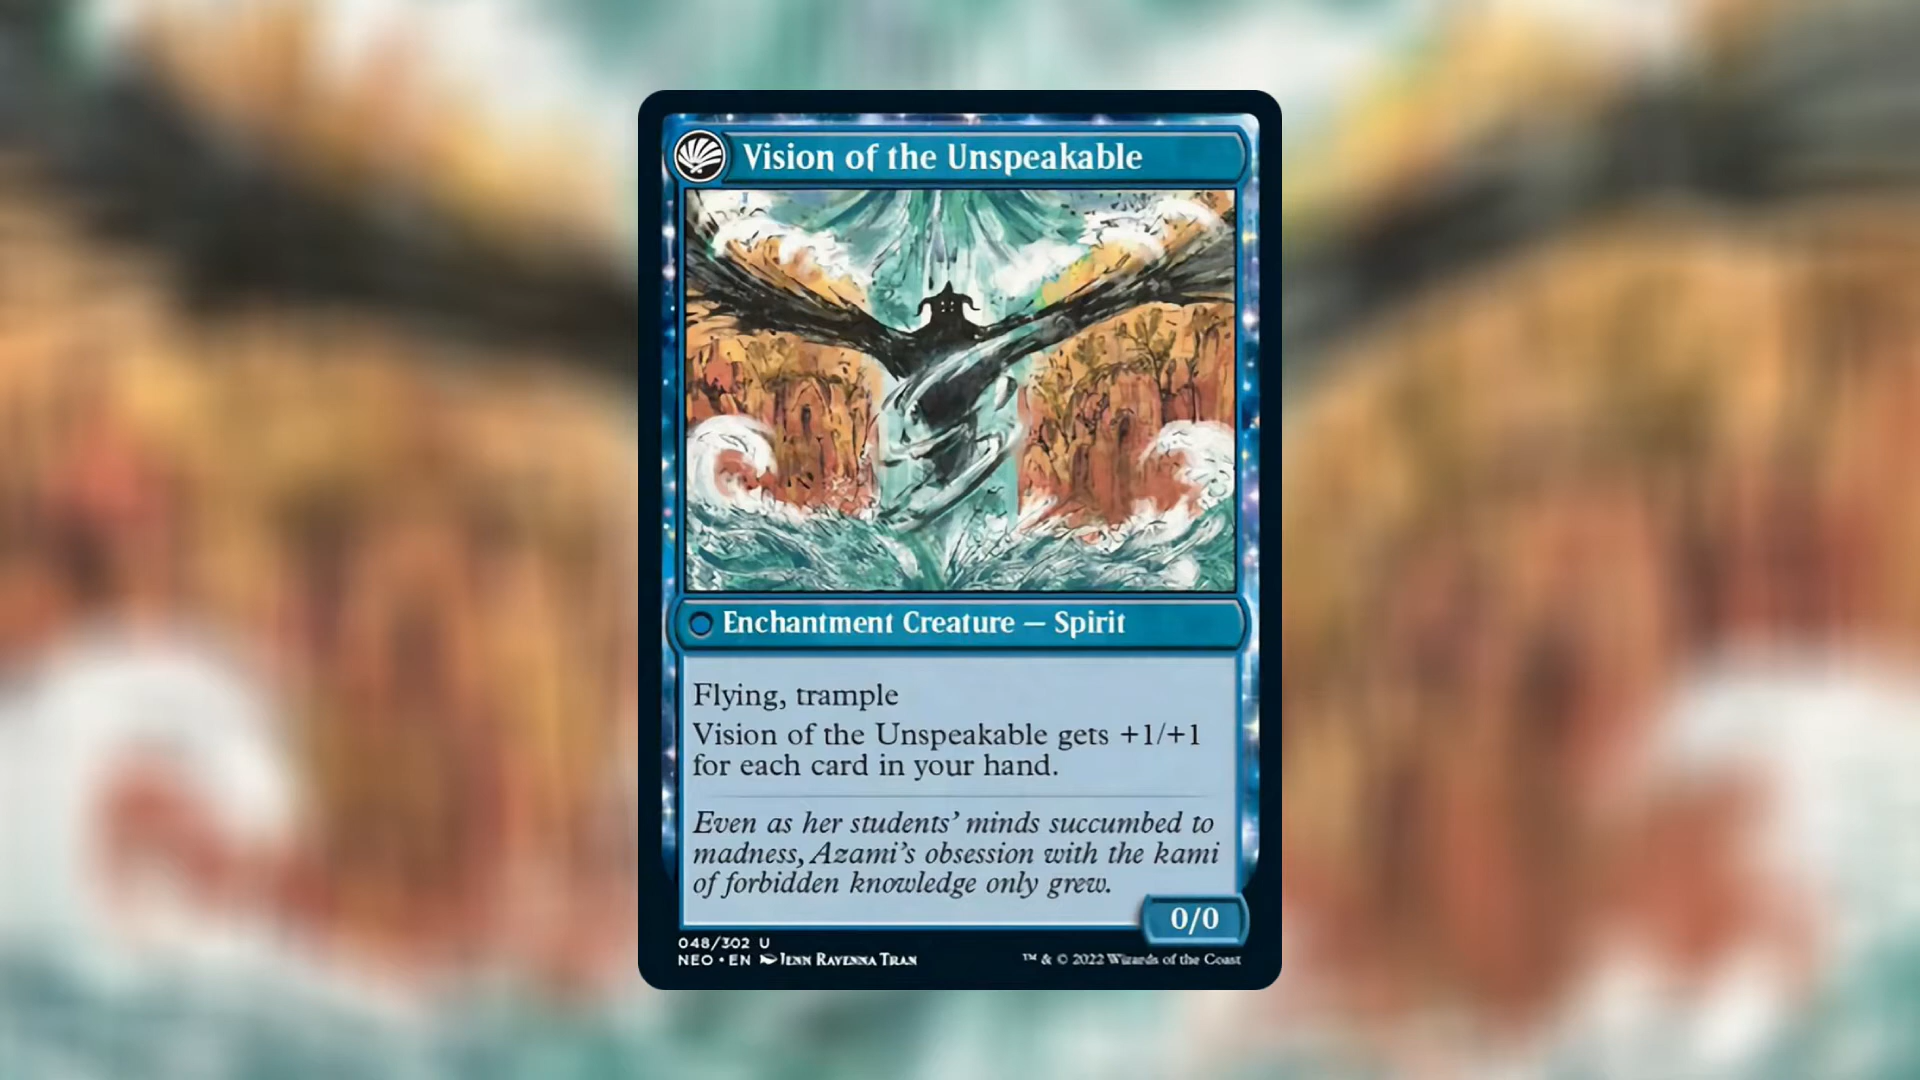 Vision of the Unspeakable
Enchantment Creature — Spirit
Flying, trample
Vision of the Unspeakable gets +1/+1
for each card in your hand.
Even as her students’ minds succumbed to
madness, Azami’s obsession with the kami
of forbidden knowledge only grew.
0/0
048/302 U
NEO • EN Jenn Ravenna Tran
™ & © 2022 Wizards of the Coast